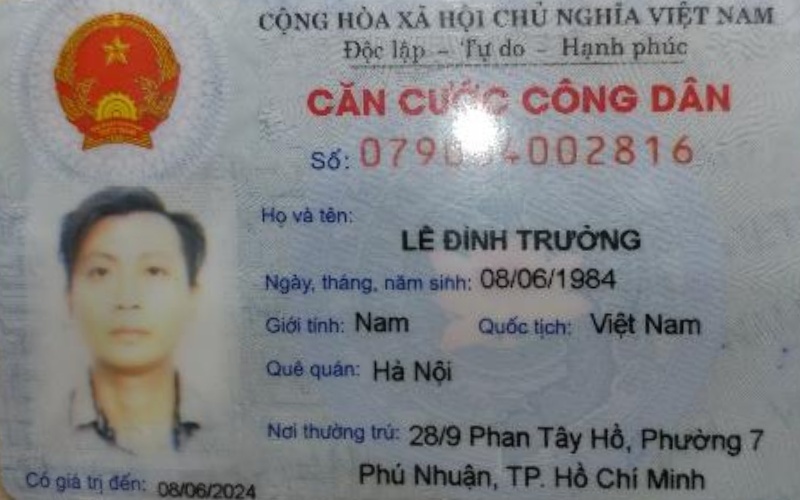 CỘNG HÒA XÃ HỘI CHỦ NGHĨA VIỆT NAM
Độc lập – Tự do – Hạnh phúc
CĂN CƯỚC CÔNG DÂN
Số:
Họ và tên:
LÊ ĐÌNH TRƯỜNG
Ngày, tháng, năm sinh: 08/06/1984
Giới tính: Nam Quốc tịch: Việt Nam
Quê quán: Hà Nội
Nơi thường trú: 28/9 Phan Tây Hồ, Phường 7
Phú Nhuận, TP. Hồ Chí Minh
Có giá trị đến: 08/06/2024